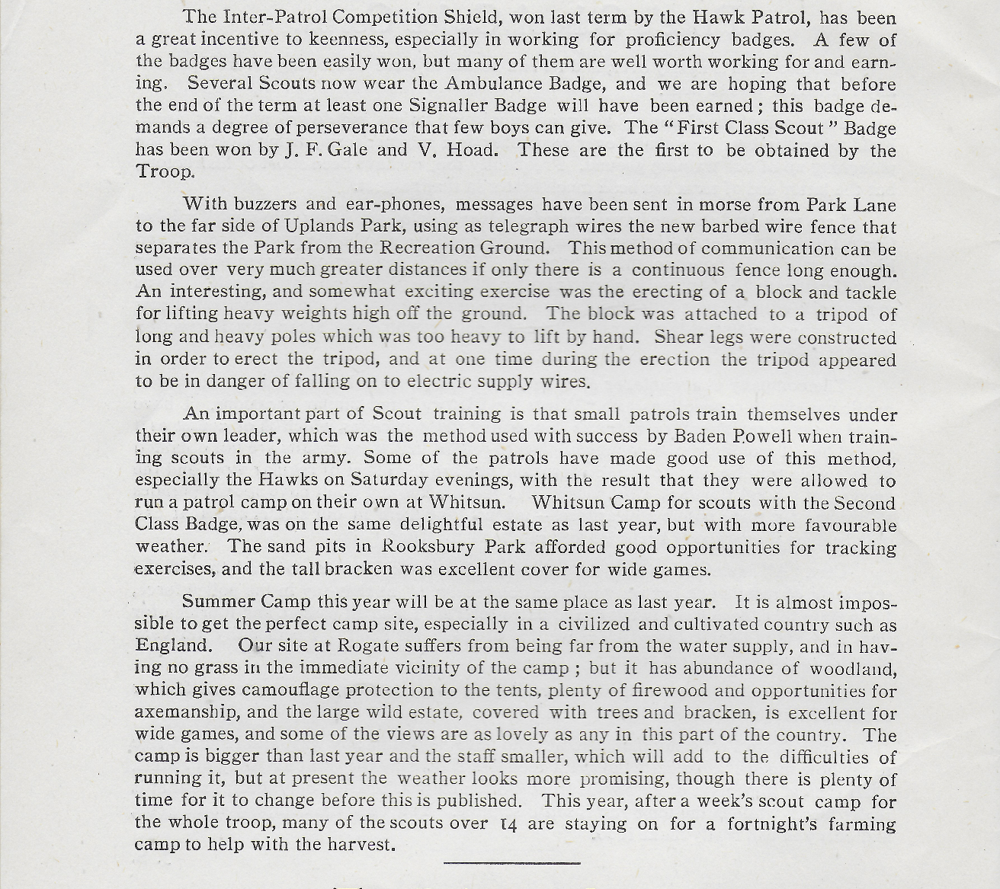 The Inter-Patrol Competition Shield, won last term by the Hawk Patrol, has been
a great incentive to keenness, especially in working for proficiency badges. A few of
the badges have been easily won, but many of them are well worth working for and earn-
ing. Several Scouts now wear the Ambulance Badge, and we are hoping that before
the end of the term at least one Signaller Badge will have been earned; this badge de-
mands a degree of perseverance that few boys can give. The “First Class Scout” Badge
has been won by J. F. Gale and V. Hoad. These are the first to be obtained by the
Troop.
With buzzers and ear-phones, messages have been sent in morse from Park Lane
to the far side of Uplands Park, using as telegraph wires the new barbed wire fence that
separates the Park from the Recreation Ground. This method of communication can be
used over very much greater distances if only there is a continuous fence long enough.
An interesting, and somewhat exciting exercise was the erecting of a block and tackle
for lifting heavy weights high off the ground. The block was attached to a tripod of
long and heavy poles which was too heavy to lift by hand. Shear legs were constructed
in order to erect the tripod, and at one time during the erection the tripod appeared
to be in danger of falling on to electric supply wires.
An important part of Scout training is that small patrols train themselves under
their own leader, which was the method used with success by Baden Powell when train-
ing scouts in the army. Some of the patrols have made good use of this method,
especially the Hawks on Saturday evenings, with the result that they were allowed to
run a patrol camp on their own at Whitsun. Whitsun Camp for scouts with the Second
Class Badge, was on the same delightful estate as last year, but with more favourable
weather. The sand pits in Rooksbury Park afforded good opportunities for tracking
exercises, and the tall bracken was excellent cover for wide games.
Summer Camp this year will be at the same place as last year. It is almost impos-
sible to get the perfect camp site, especially in a civilized and cultivated country such as
England. Our site at Rogate suffers from being far from the water supply, and in hav-
ing no grass in the immediate vicinity of the camp; but it has abundance of woodland,
which gives camouflage protection to the tents, plenty of firewood and opportunities for
axemanship, and the large wild estate, covered with trees and bracken, is excellent for
wide games, and some of the views are as lovely as any in this part of the country. The
camp is bigger than last year and the staff smaller, which will add to the difficulties of
running it, but at present the weather looks more promising, though there is plenty of
time for it to change before this is published. This year, after a week’s scout camp for
the whole troop, many of the scouts over 14 are staying on for a fortnight’s farming
camp to help with the harvest.